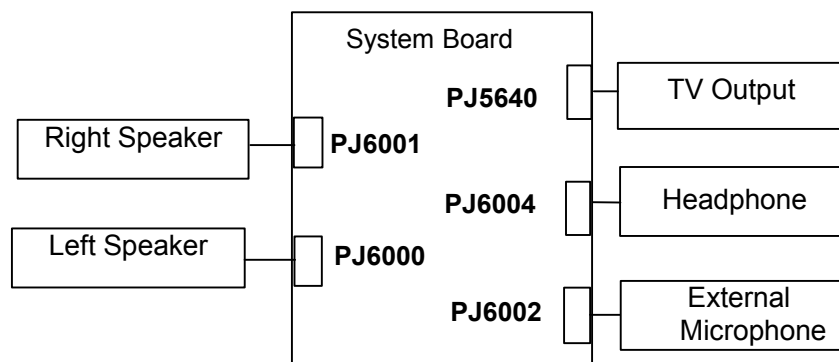 System Board
PJ5640
TV Output
Right Speaker
PJ6001
PJ6004
Headphone
Left Speaker
PJ6000
PJ6002
External
Microphone